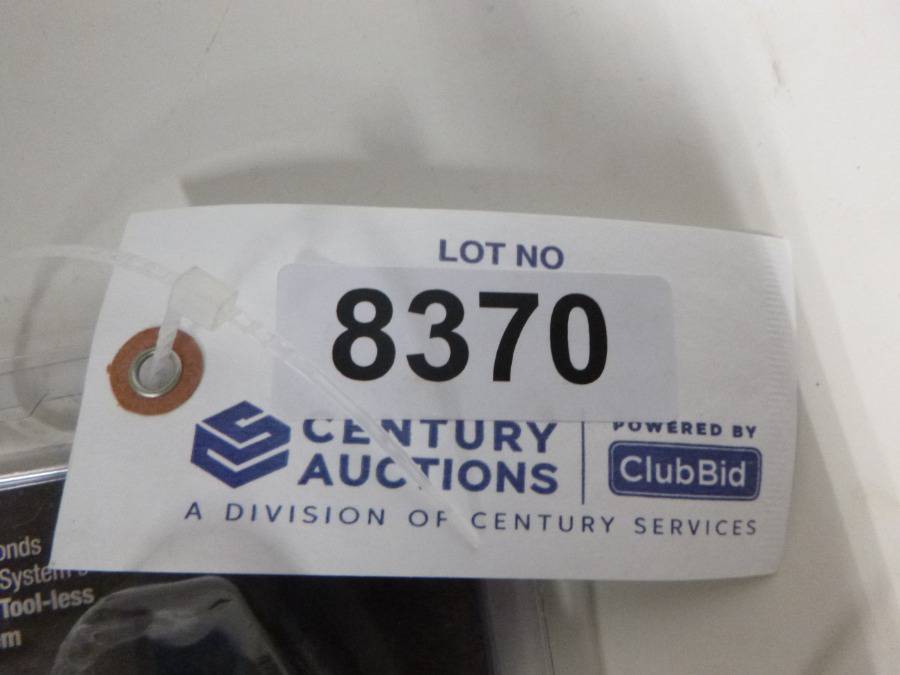 LOT NO
8370
CENTURY
AUCTIONS
POWERED BY
ClubBid
A DIVISION OF CENTURY SERVICES
onds
System
Tool-less